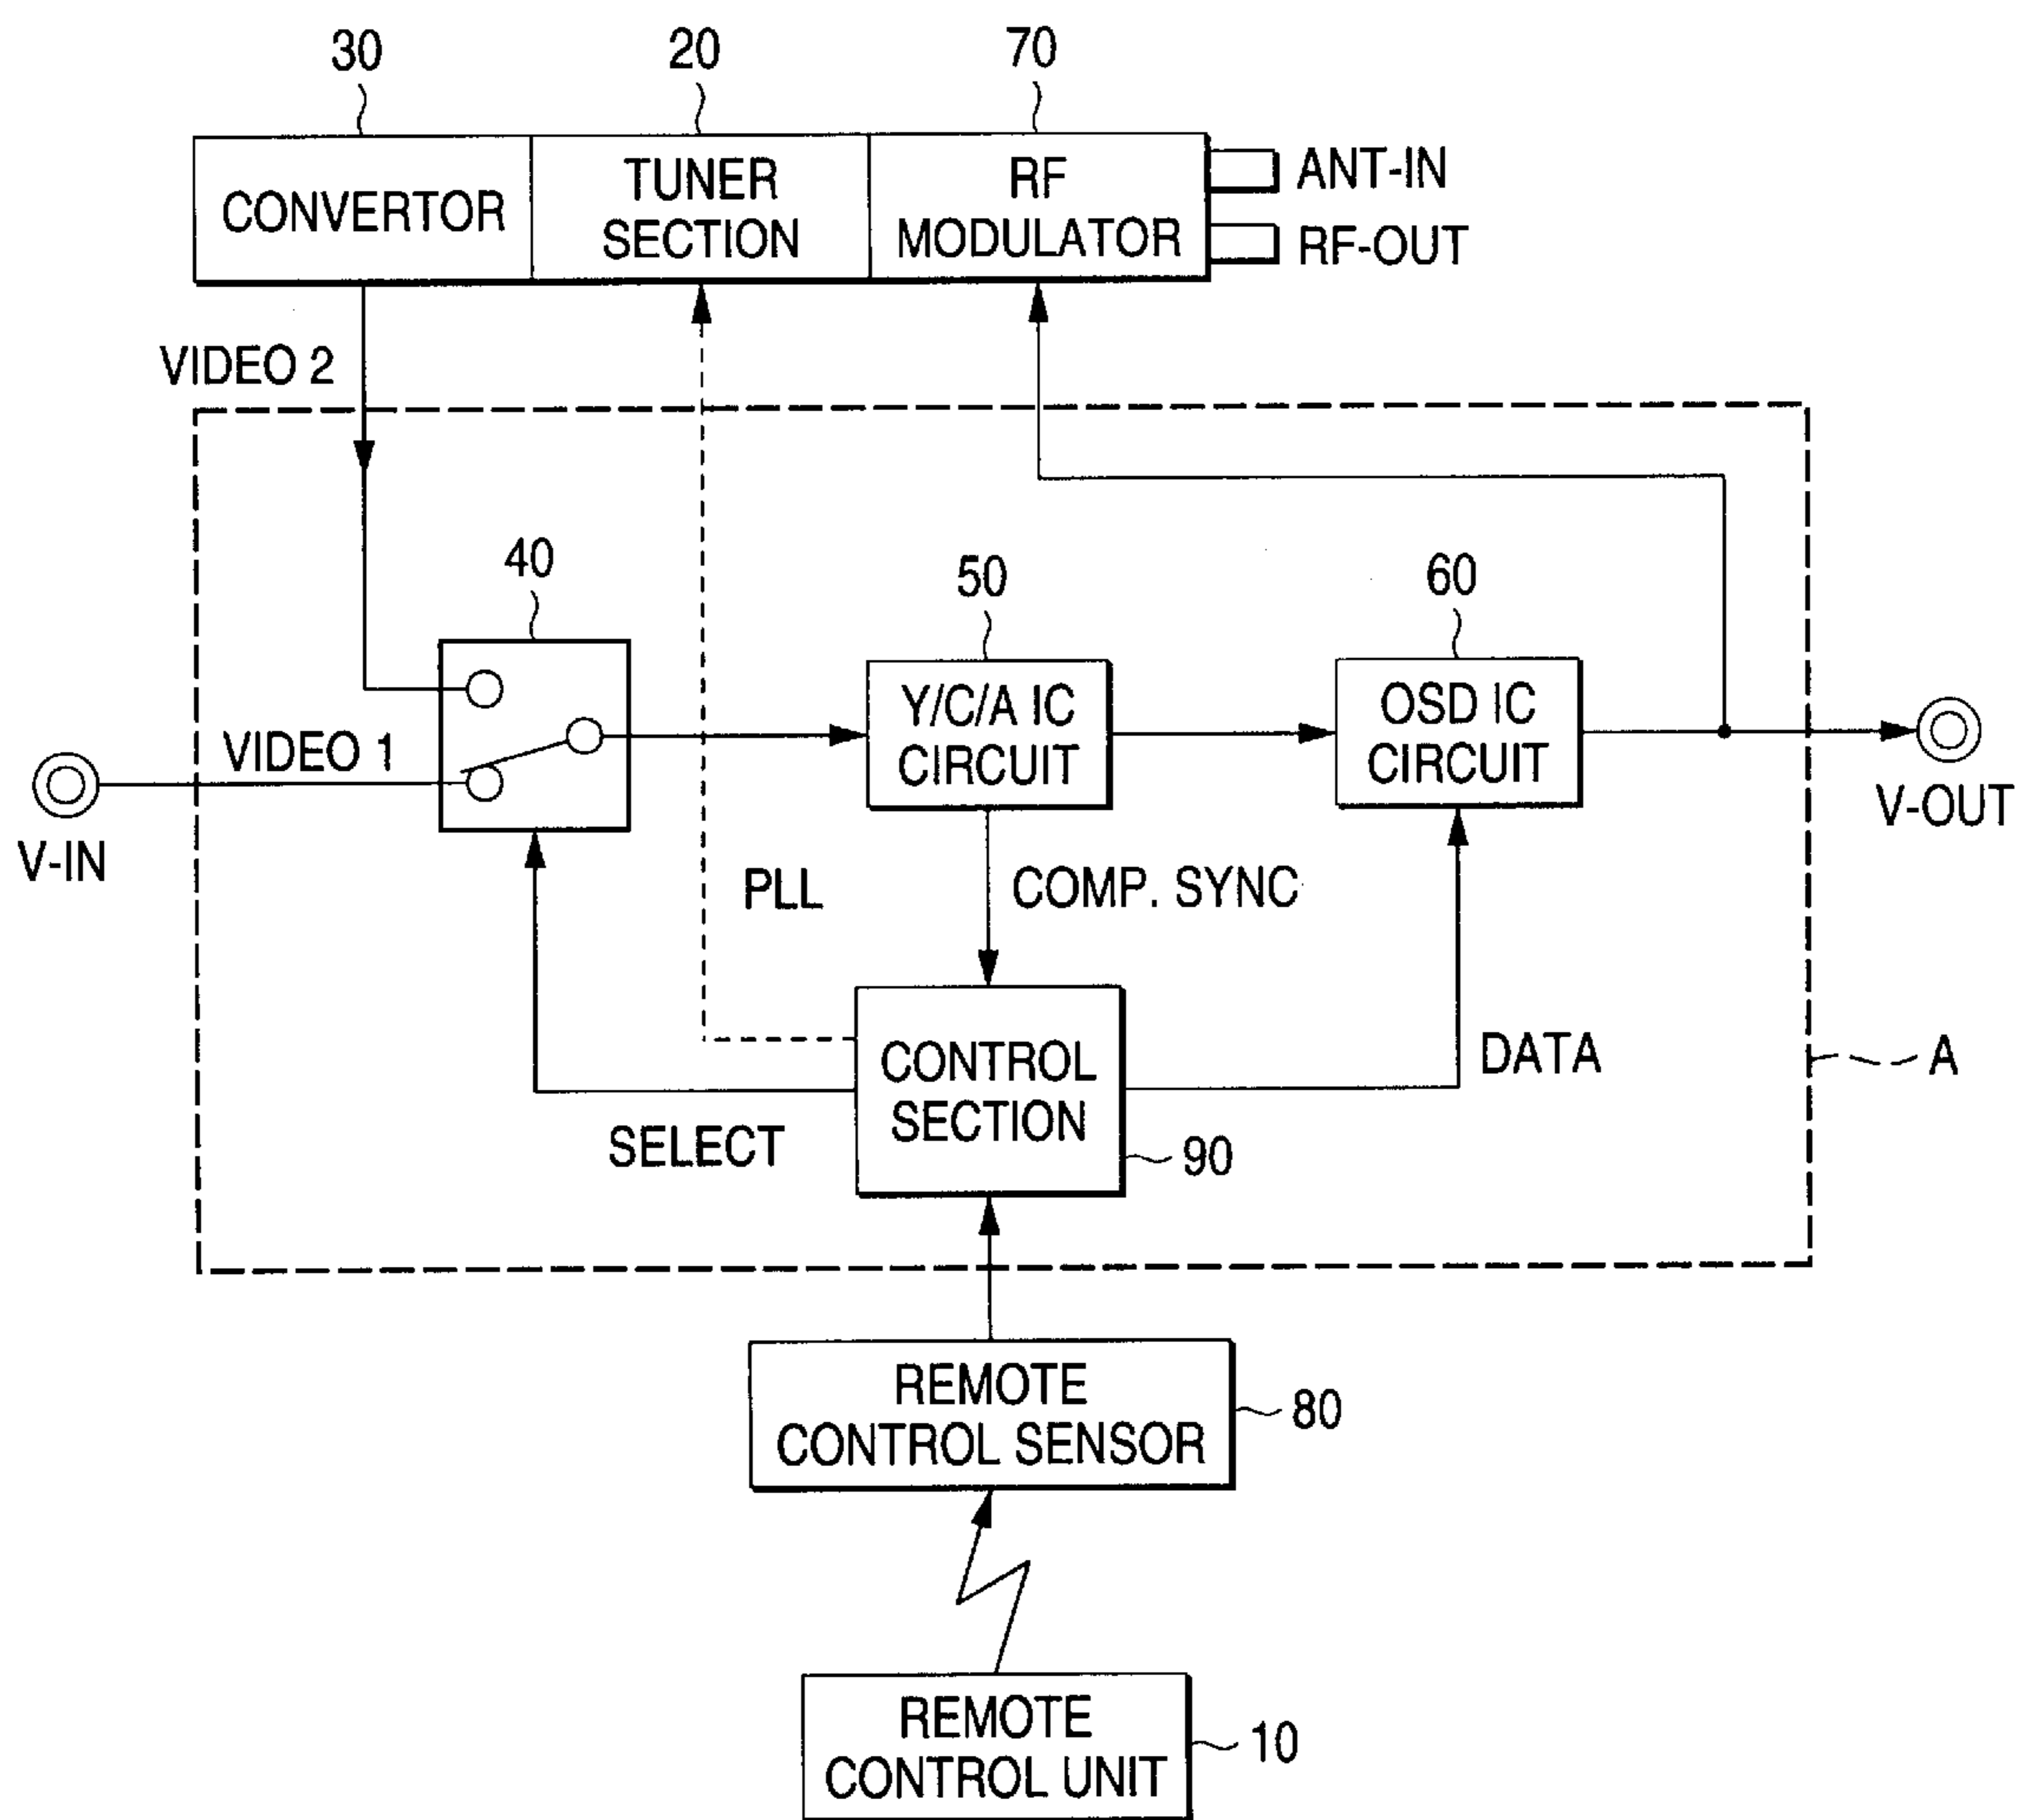 30
20
70
CONVERTOR
TUNER
SECTION
RF
MODULATOR
ANT-IN
RF-OUT
VIDEO 2
40
50
60
VIDEO 1
Y/C/A IC
CIRCUIT
OSD IC
CIRCUIT
V-IN
V-OUT
PLL
COMP. SYNC
CONTROL
SECTION
DATA
A
SELECT
90
REMOTE
CONTROL SENSOR
80
REMOTE
CONTROL UNIT
10